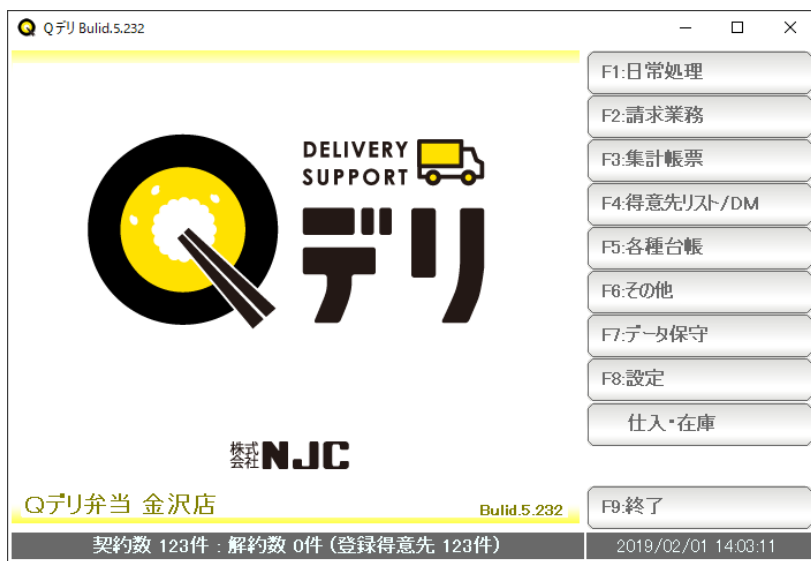 Qデリ Bulid.5.232
F1:日常処理
F2:請求業務
F3:集計帳票
F4:得意先リスト/DM
F5:各種台帳
F6:その他
F7:データ保守
F8:設定
仕入・在庫
F9:終了
DELIVERY
SUPPORT
Qデリ
株式会社NJC
Qデリ弁当 金沢店
Bulid.5.232
契約数 123件 : 解約数 0件 (登録得意先 123件)
2019/02/01 14:03:11